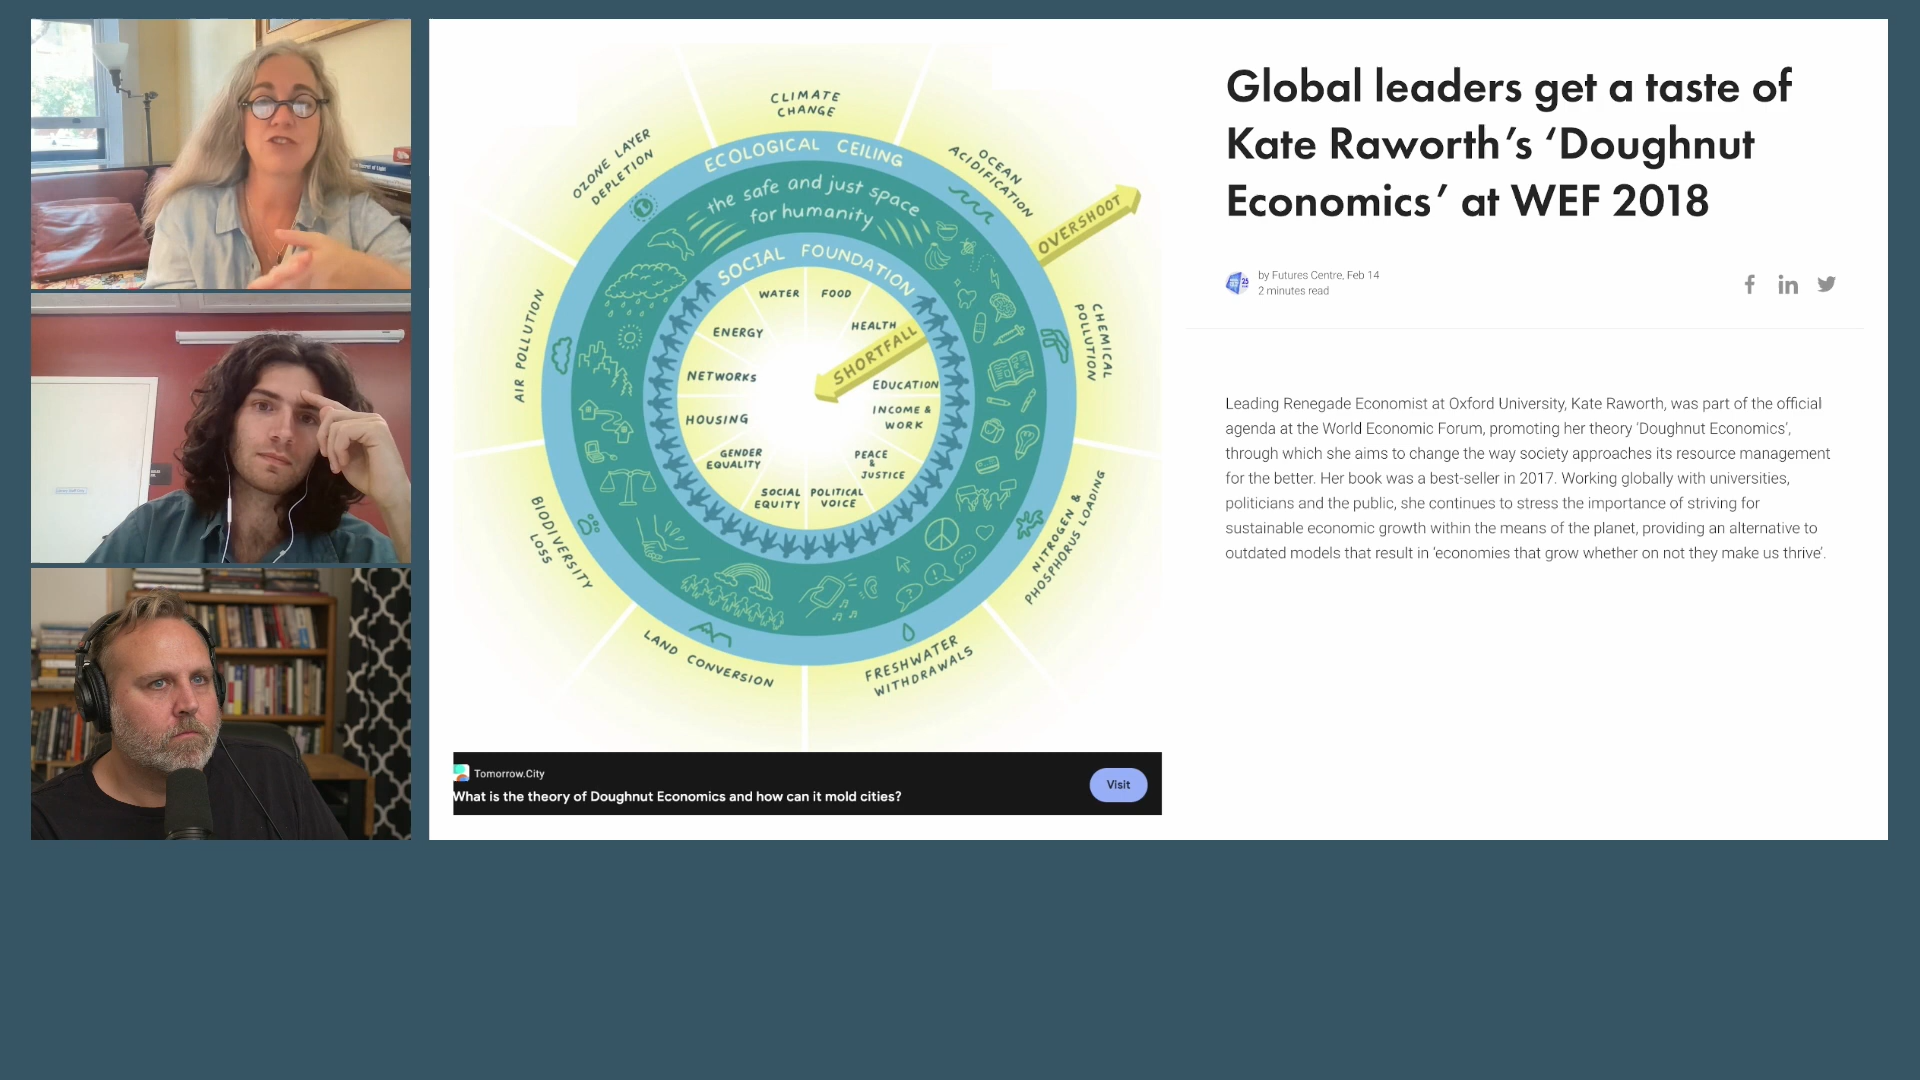 CLIMATE
CHANGE
OZONE LAYER
DEPLETION
OCEAN
ACIDIFICATION
ECOLOGICAL CEILING
the safe and just space
for humanity
OVERSHOOT
SOCIAL FOUNDATION
WATER
FOOD
ENERGY
HEALTH
SHORTFALL
NETWORKS
EDUCATION
HOUSING
INCOME &
WORK
GENDER
EQUALITY
PEACE
&
JUSTICE
SOCIAL
EQUITY
POLITICAL
VOICE
AIR POLLUTION
CHEMICAL
POLLUTION
BIODIVERSITY
LOSS
NITROGEN &
PHOSPHORUS LOADING
LAND CONVERSION
FRESHWATER
WITHDRAWALS
Tomorrow.City
What is the theory of Doughnut Economics and how can it mold cities?
Visit
Global leaders get a taste of
Kate Raworth’s ‘Doughnut
Economics’ at WEF 2018
by Futures Centre, Feb 14
2 minutes read
Leading Renegade Economist at Oxford University, Kate Raworth, was part of the official
agenda at the World Economic Forum, promoting her theory ‘Doughnut Economics’,
through which she aims to change the way society approaches its resource management
for the better. Her book was a best-seller in 2017. Working globally with universities,
politicians and the public, she continues to stress the importance of striving for
sustainable economic growth within the means of the planet, providing an alternative to
outdated models that result in ‘economies that grow whether on not they make us thrive’.